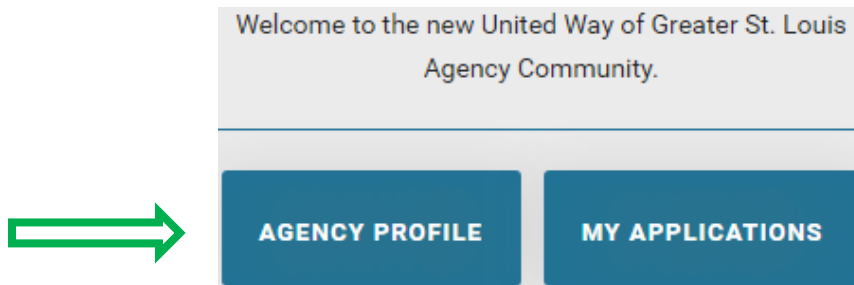 Welcome to the new United Way of Greater St. Louis
Agency Community.
AGENCY PROFILE
MY APPLICATIONS